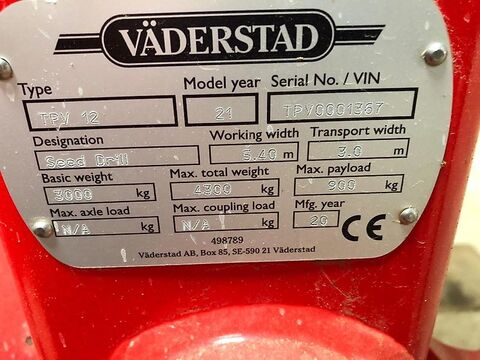 VÄDERSTAD
Type Model year Serial No. / VIN
TPV 12 21 TPV0001367
Designation Working width Transport width
Seed Drill 5.40 m 3.0 m
Basic weight Max. total weight Max. payload
3000 kg 4300 kg 900 kg
Max. axle load Max. coupling load Mfg. year
N/A kg N/A kg 20 CE
498789
Väderstad AB, Box 85, SE-590 21 Väderstad